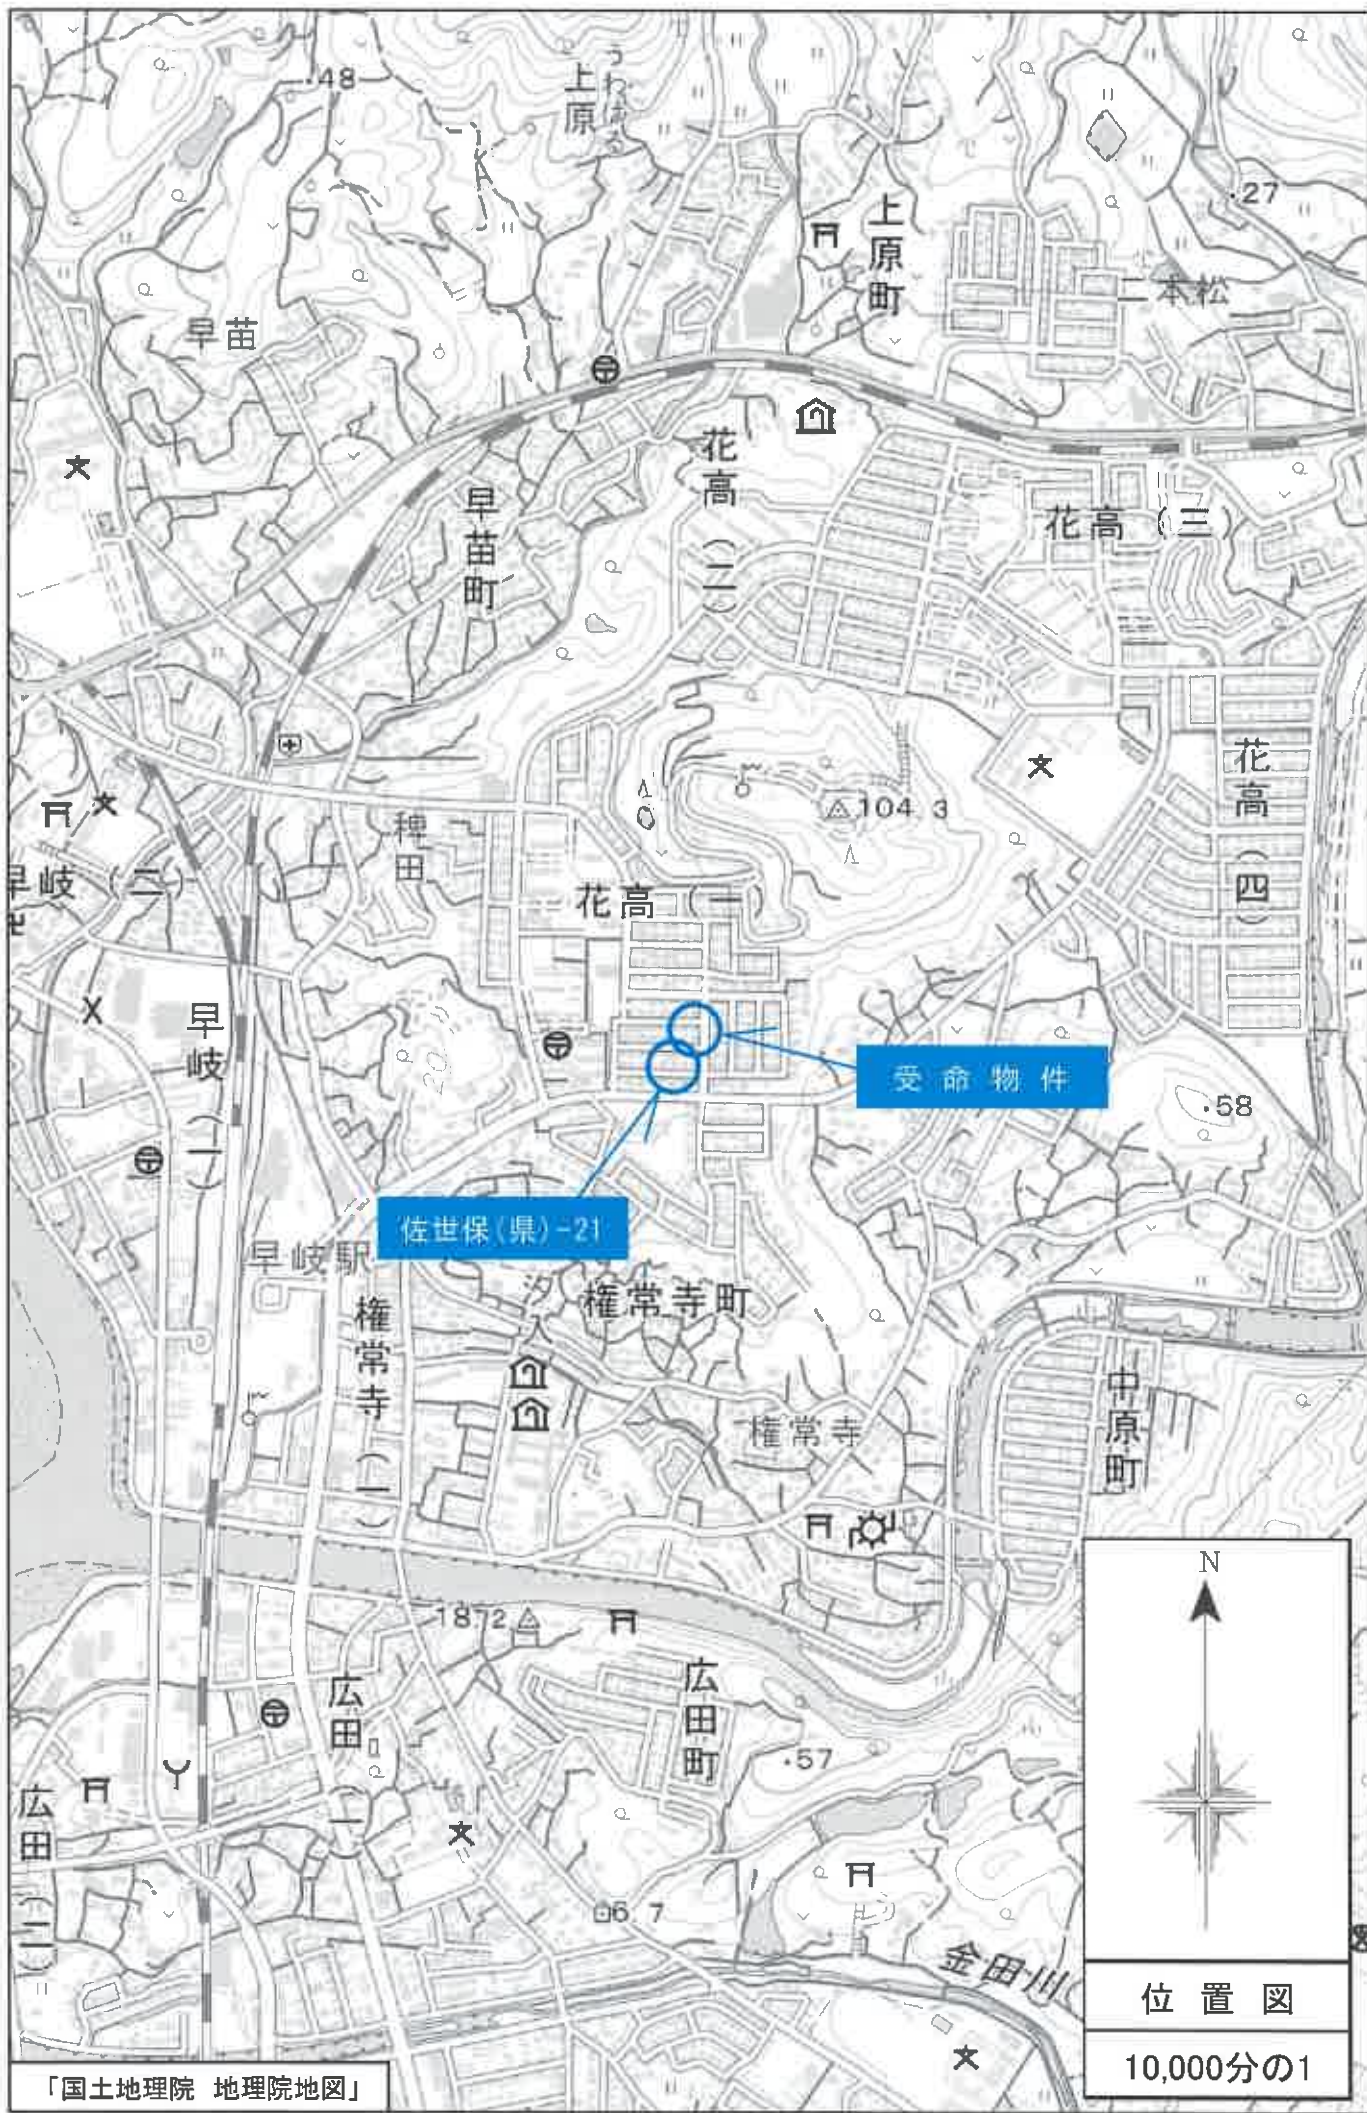 ・48
うわばる
上原
上原町
・27
二本松
早苗
花高(二)
早苗町
花高(三)
104.3
花高(四)
稗田
早岐(二)
花高(一
早岐(一)
受命物件
・58
佐世保(県)-21
早岐駅
権常寺町
権常寺(一)
権常寺
中原町
N
18.2
広田(一)
広田町
・57
広田(二)
6.7
金田川
位置図
10,000分の1
「国土地理院 地理院地図」